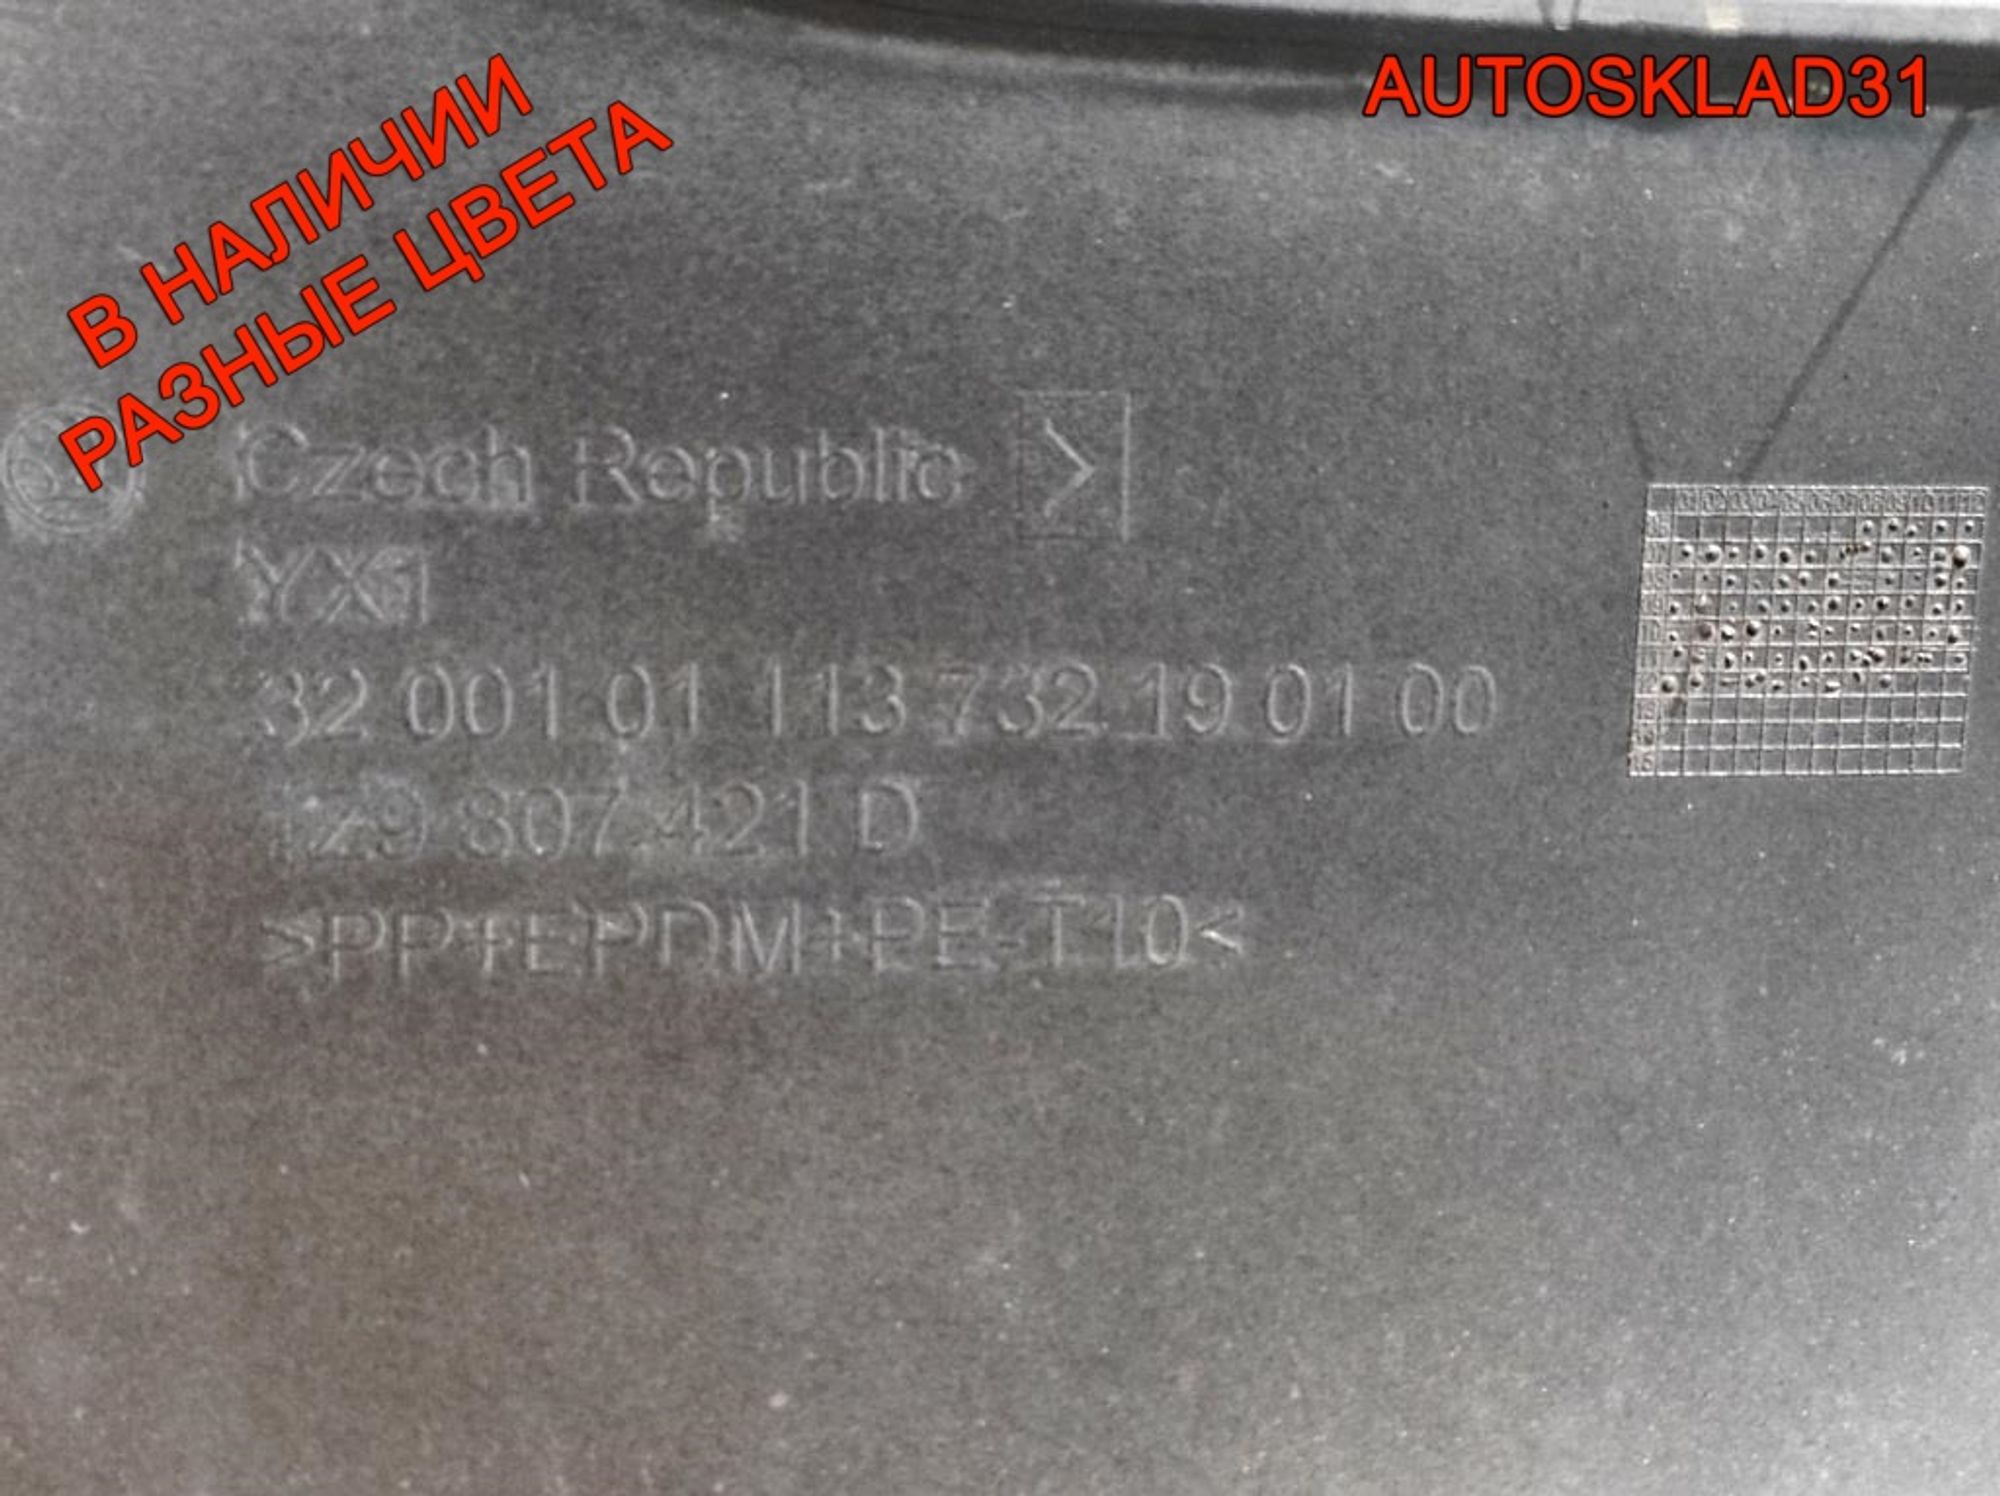 AUTOSKLAD31
В НАЛИЧИИ
РАЗНЫЕ ЦВЕТА
Czech Republic
YX1
32 001 01 113 732 19 01 00
1Z9 807 421 D
>PP+EPDM+PE-T10<